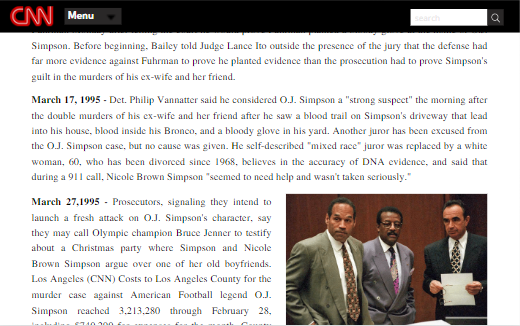 CNN Menu search
Simpson. Before beginning, Bailey told Judge Lance Ito outside the presence of the jury that the defense had
far more evidence against Fuhrman to prove he planted evidence than the prosecution had to prove Simpson's
guilt in the murders of his ex-wife and her friend.
March 17, 1995 - Det. Philip Vannatter said he considered O.J. Simpson a "strong suspect" the morning after
the double murders of his ex-wife and her friend after he saw a blood trail on Simpson's driveway that lead
into his house, blood inside his Bronco, and a bloody glove in his yard. Another juror has been excused from
the O.J. Simpson case, but no cause was given. He self-described "mixed race" juror was replaced by a white
woman, 60, who has been divorced since 1968, believes in the accuracy of DNA evidence, and said that
during a 911 call, Nicole Brown Simpson "seemed to need help and wasn't taken seriously."
March 27,1995 - Prosecutors, signaling they intend to
launch a fresh attack on O.J. Simpson's character, say
they may call Olympic champion Bruce Jenner to testify
about a Christmas party where Simpson and Nicole
Brown Simpson argue over one of her old boyfriends.
Los Angeles (CNN) Costs to Los Angeles County for the
murder case against American Football legend O.J.
Simpson reached 3,213,280 through February 28,